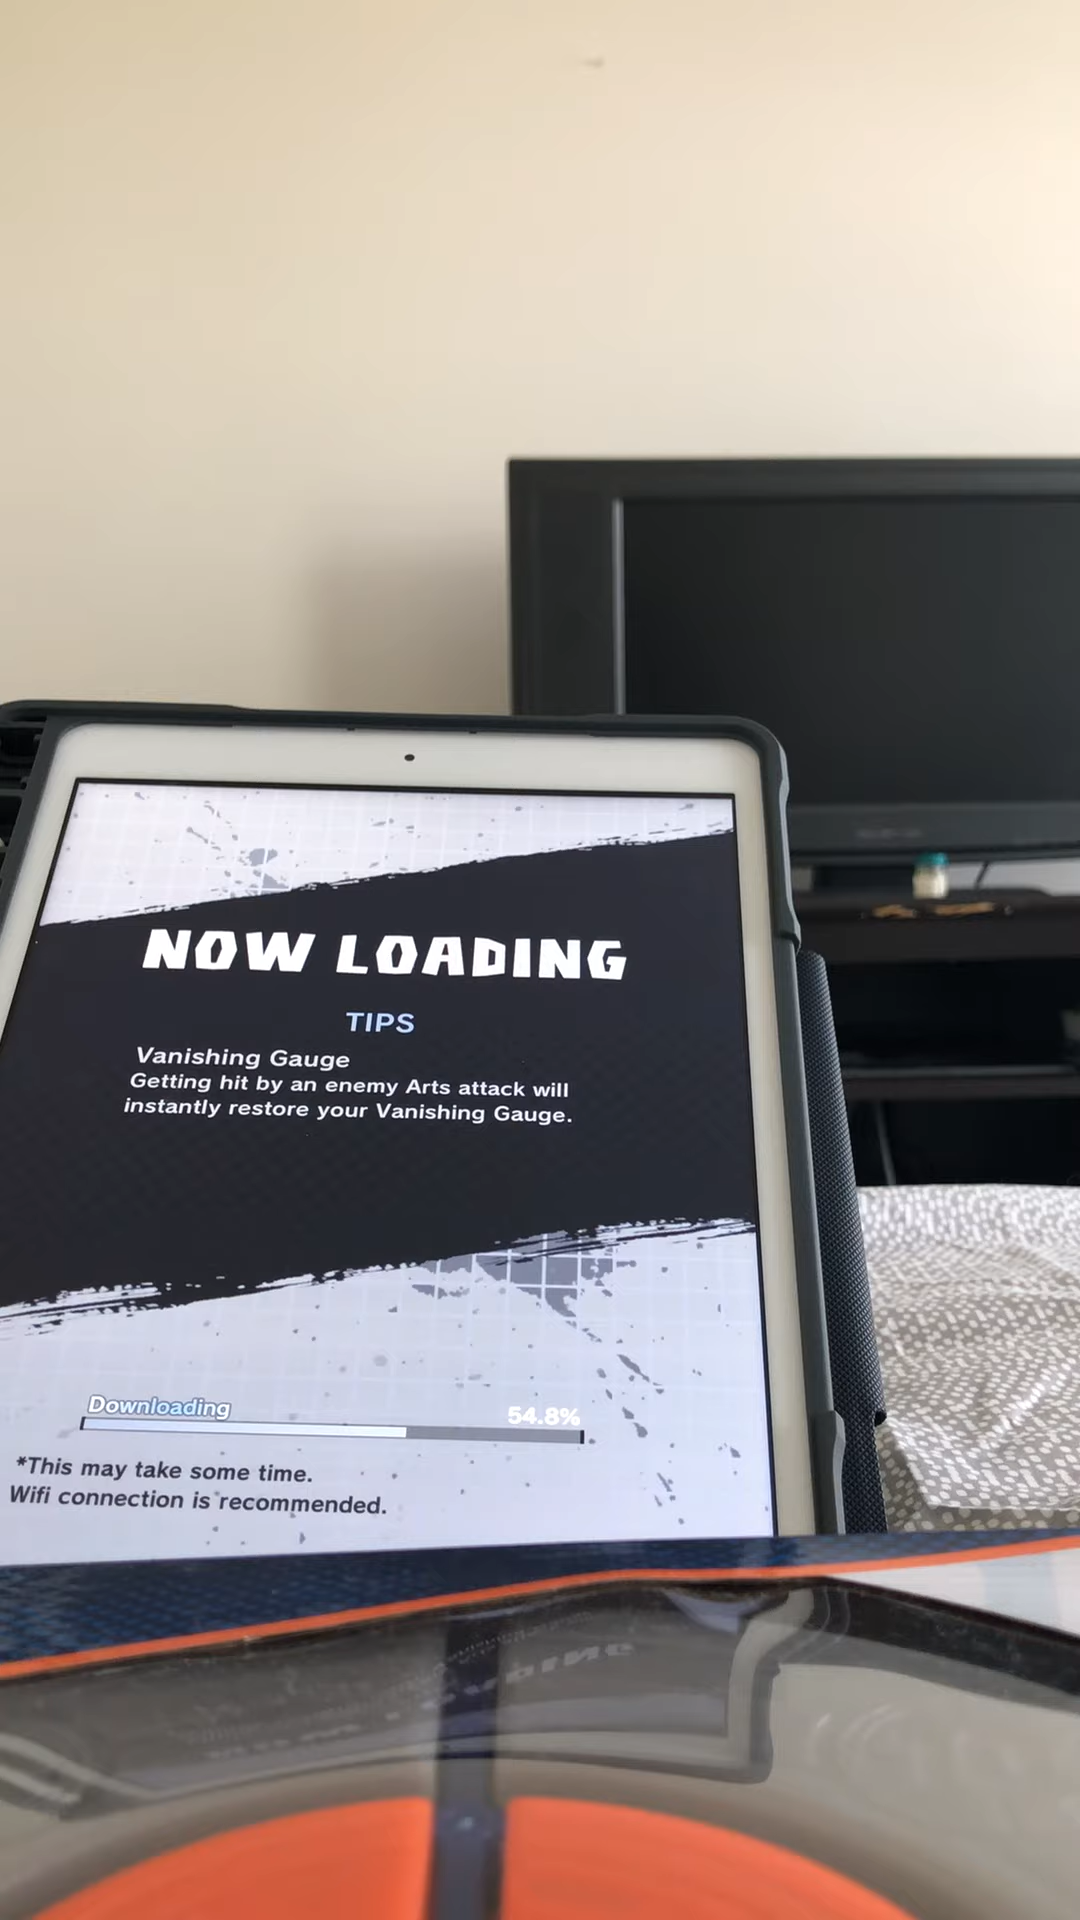 NOW LOADING
TIPS
Vanishing Gauge
Getting hit by an enemy Arts attack will
instantly restore your Vanishing Gauge.
Downloading
54.8%
*This may take some time.
Wifi connection is recommended.